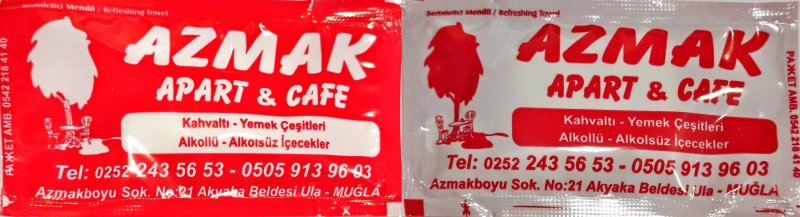 Serinletici Mendil / Refreshing Towel
AZMAK
APART & CAFE
Kahvaltı - Yemek Çeşitleri
Alkollü - Alkolsüz İçecekler
Tel: 0252 243 56 53 - 0505 913 96 03
Azmakboyu Sok. No:21 Akyaka Beldesi Ula - MUĞLA
PAJKET AMB. 0542 218 41 40
Serinletici Mendil / Refreshing Towel
AZMAK
APART & CAFE
Kahvaltı - Yemek Çeşitleri
Alkollü - Alkolsüz İçecekler
Tel: 0252 243 56 53 - 0505 913 96 03
Azmakboyu Sok. No:21 Akyaka Beldesi Ula - MUĞLA
PAJKET AMB. 0542 218 41 40